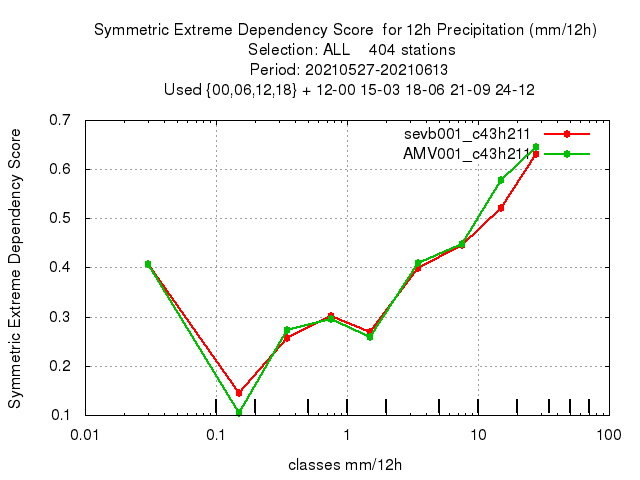 Symmetric Extreme Dependency Score for 12h Precipitation (mm/12h)
Selection: ALL 404 stations
Period: 20210527-20210613
Used {00,06,12,18} + 12-00 15-03 18-06 21-09 24-12
sevb001_c43h211
AMV001_c43h211
Symmetric Extreme Dependency Score
0.7
0.6
0.5
0.4
0.3
0.2
0.1
0.01 0.1 1 10 100
classes mm/12h